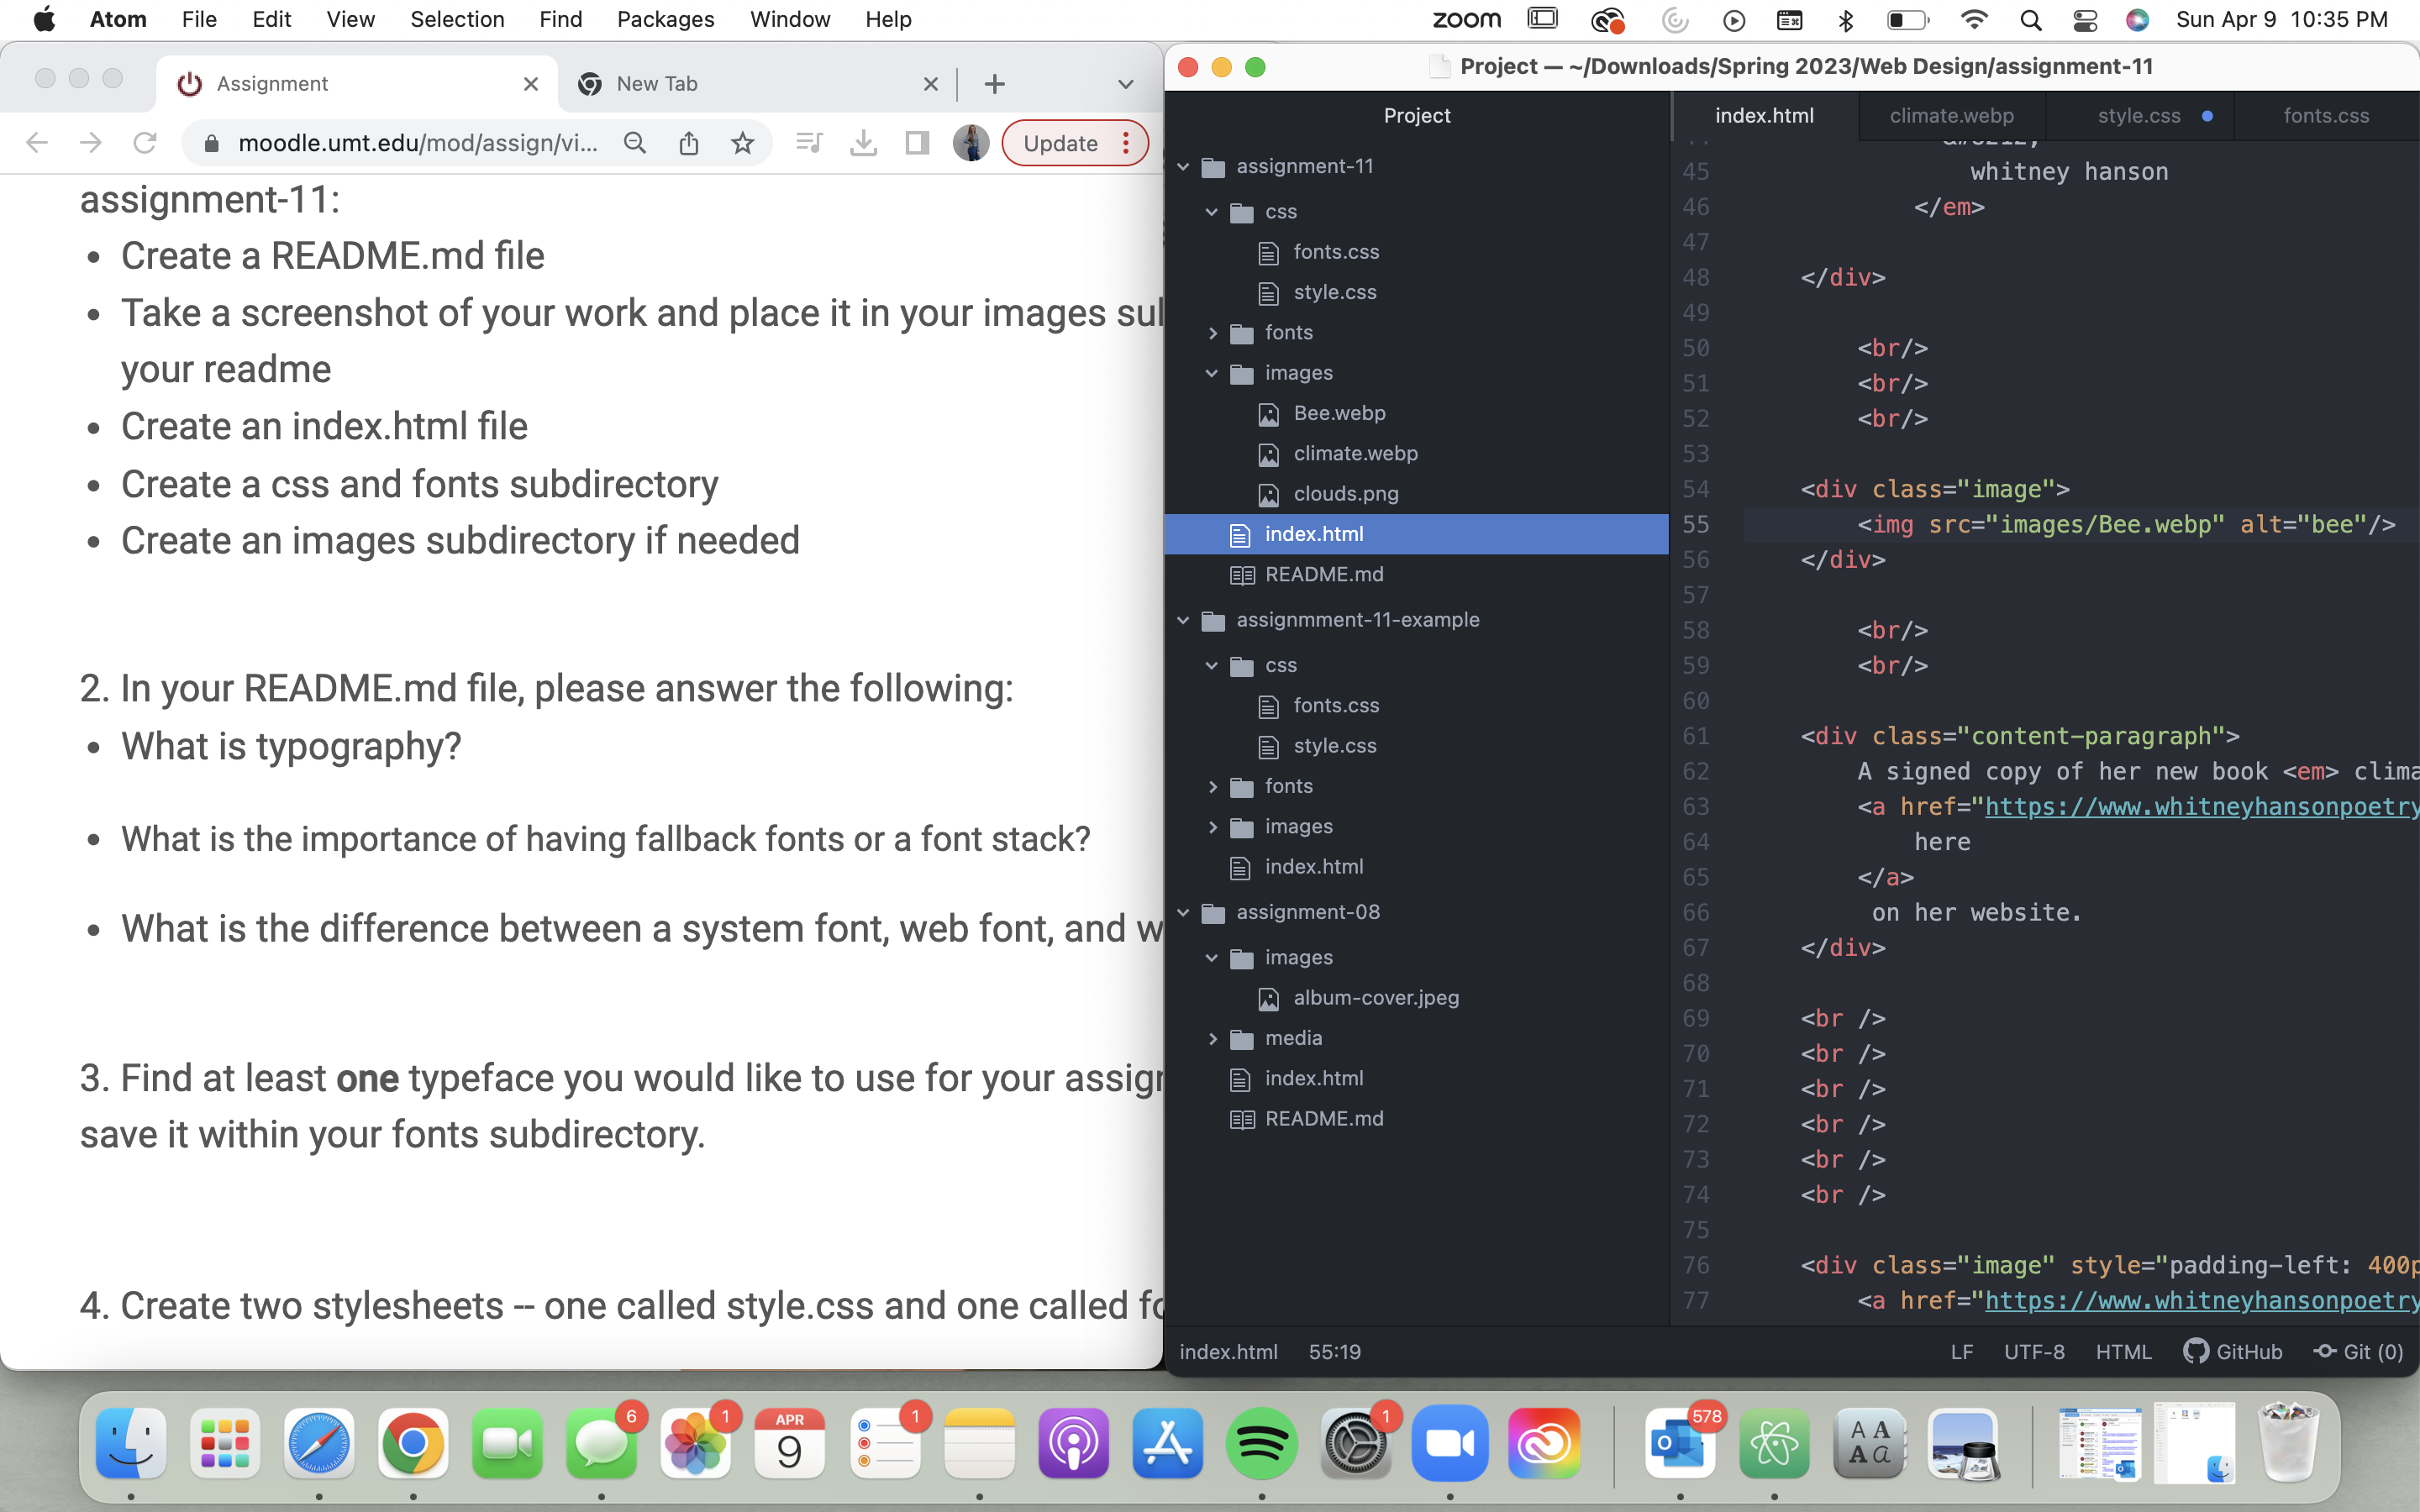 Atom File Edit View Selection Find Packages Window Help zoom Sun Apr 9 10:35 PM
Assignment New Tab
moodle.umt.edu/mod/assign/vi... Update
assignment-11:
• Create a README.md file
• Take a screenshot of your work and place it in your images sul
your readme
• Create an index.html file
• Create a css and fonts subdirectory
• Create an images subdirectory if needed
2. In your README.md file, please answer the following:
• What is typography?
• What is the importance of having fallback fonts or a font stack?
• What is the difference between a system font, web font, and w
3. Find at least one typeface you would like to use for your assigr
save it within your fonts subdirectory.
4. Create two stylesheets -- one called style.css and one called fo
Project — ~/Downloads/Spring 2023/Web Design/assignment-11
Project
assignment-11
css
fonts.css
style.css
fonts
images
Bee.webp
climate.webp
clouds.png
index.html
README.md
assignmment-11-example
css
fonts.css
style.css
fonts
images
index.html
assignment-08
images
album-cover.jpeg
media
index.html
README.md
index.html climate.webp style.css fonts.css
45 whitney hanson
46 </em>
47
48 </div>
49
50 <br/>
51 <br/>
52 <br/>
53
54 <div class="image">
55 <img src="images/Bee.webp" alt="bee"/>
56 </div>
57
58 <br/>
59 <br/>
60
61 <div class="content-paragraph">
62 A signed copy of her new book <em> clima
63 <a href="https://www.whitneyhansonpoetry
64 here
65 </a>
66 on her website.
67 </div>
68
69 <br />
70 <br />
71 <br />
72 <br />
73 <br />
74 <br />
75
76 <div class="image" style="padding-left: 400p
77 <a href="https://www.whitneyhansonpoetry
index.html 55:19 LF UTF-8 HTML GitHub Git (0)
6 1 APR 9 1 1 578
A A
A a